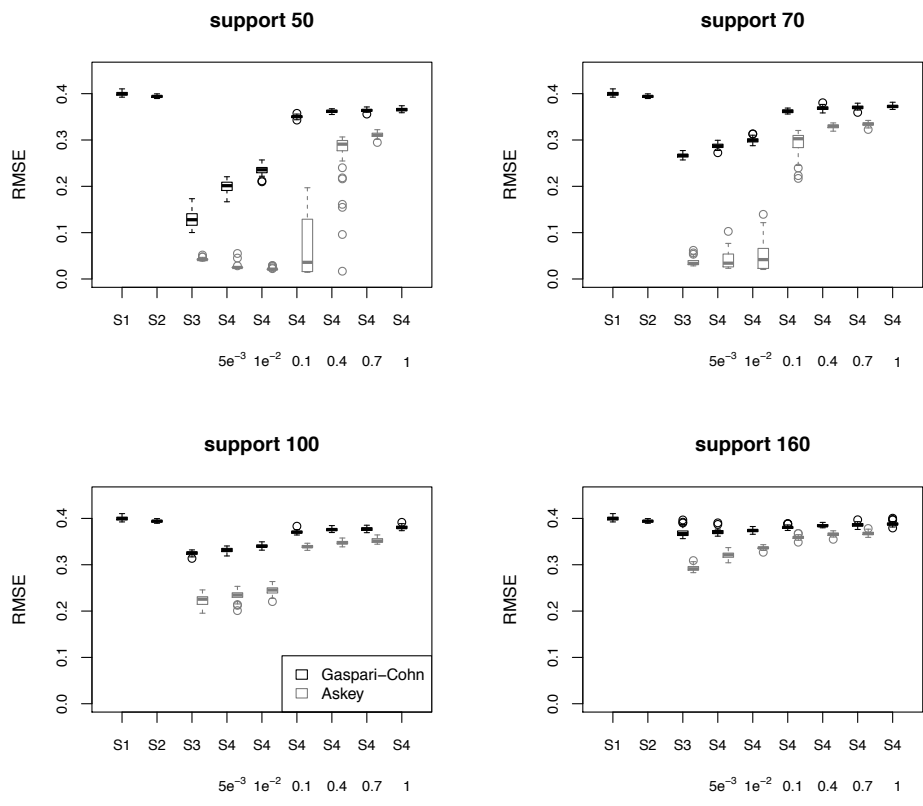 support 50
RMSE
0.4
0.3
0.2
0.1
0.0
S1 S2 S3 S4 S4 S4 S4 S4 S4
5e⁻³ 1e⁻² 0.1 0.4 0.7 1
support 70
RMSE
0.4
0.3
0.2
0.1
0.0
S1 S2 S3 S4 S4 S4 S4 S4 S4
5e⁻³ 1e⁻² 0.1 0.4 0.7 1
support 100
RMSE
0.4
0.3
0.2
0.1
0.0
Gaspari−Cohn
Askey
S1 S2 S3 S4 S4 S4 S4 S4 S4
5e⁻³ 1e⁻² 0.1 0.4 0.7 1
support 160
RMSE
0.4
0.3
0.2
0.1
0.0
S1 S2 S3 S4 S4 S4 S4 S4 S4
5e⁻³ 1e⁻² 0.1 0.4 0.7 1